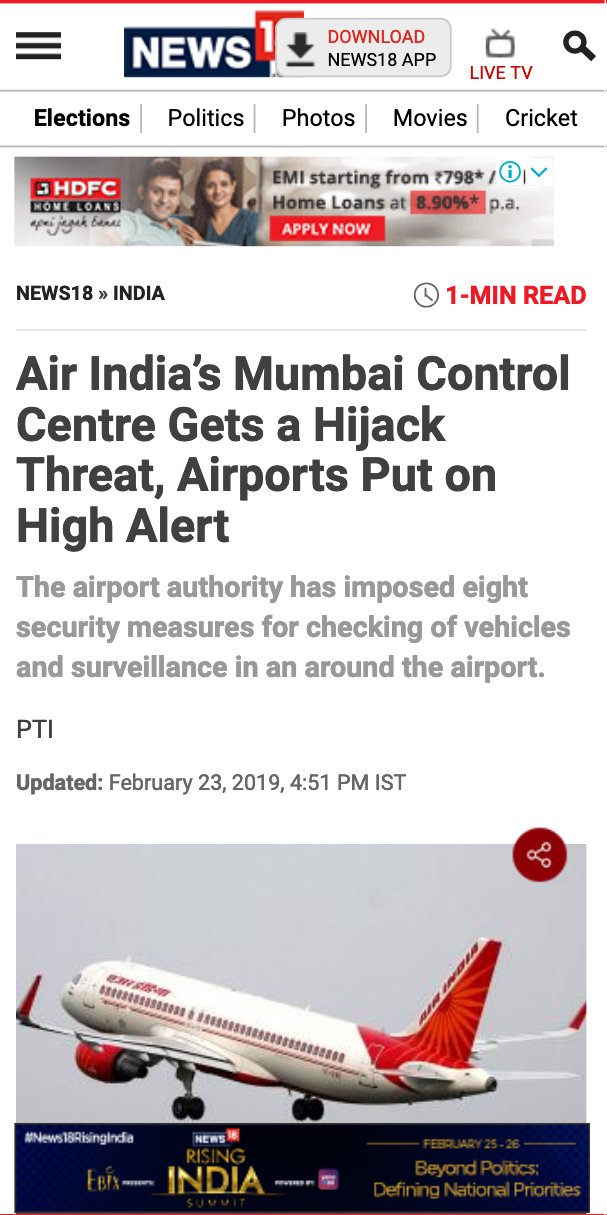 NEWS18
DOWNLOAD
NEWS18 APP
LIVE TV
Elections
Politics
Photos
Movies
Cricket
EMI starting from ₹798* /
HDFC
HOME LOANS
apni jagah banao
Home Loans at 8.90%* p.a.
APPLY NOW
NEWS18 » INDIA
1-MIN READ
Air India’s Mumbai Control
Centre Gets a Hijack
Threat, Airports Put on
High Alert
The airport authority has imposed eight
security measures for checking of vehicles
and surveillance in an around the airport.
PTI
Updated: February 23, 2019, 4:51 PM IST
AIR INDIA
#News18RisingIndia
NEWS18
RISING
INDIA
SUMMIT
Ebix PRESENTS
POWERED BY
FEBRUARY 25 - 26
Beyond Politics:
Defining National Priorities